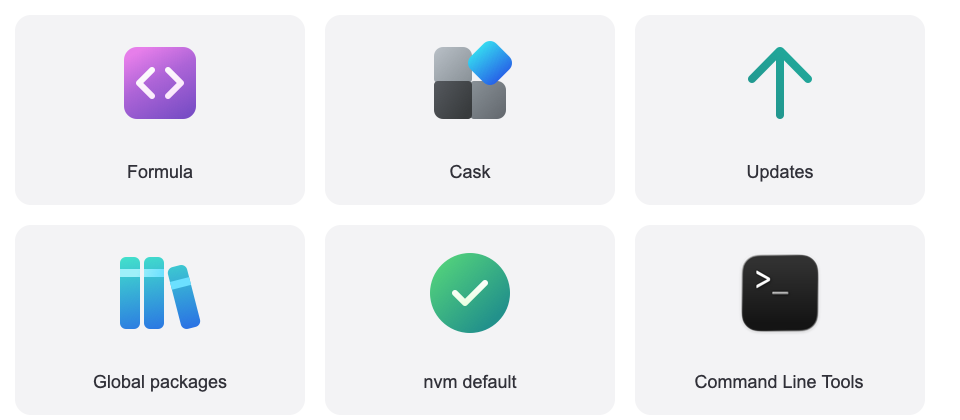 Formula
Cask
Updates
Global packages
nvm default
>_
Command Line Tools